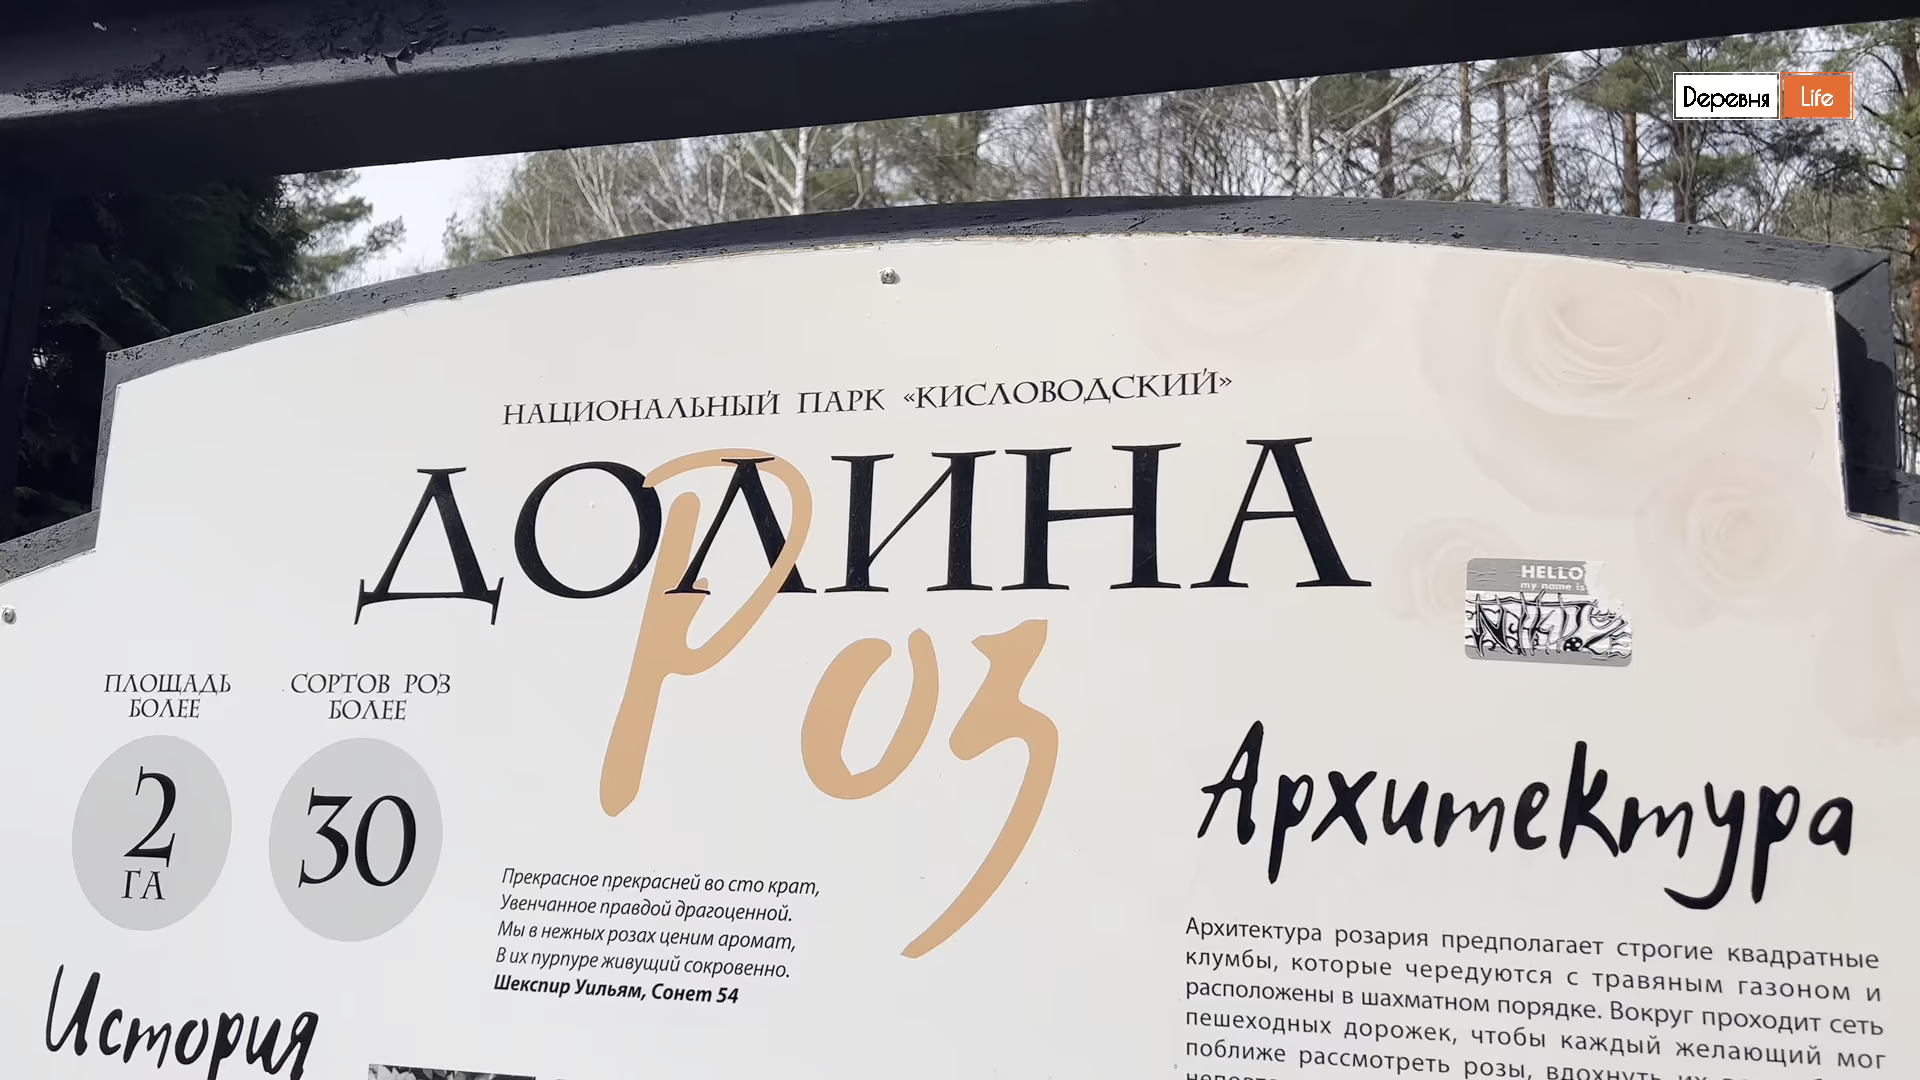 Dеревня Life
НАЦИОНАЛЬНЫЙ ПАРК «КИСЛОВОДСКИЙ»
ДОЛИНА
Роз
HELLO
my name is
ПЛОЩАДЬ
БОЛЕЕ
2
ГА
СОРТОВ РОЗ
БОЛЕЕ
30
Прекрасное прекрасней во сто крат,
Увенчанное правдой драгоценной.
Мы в нежных розах ценим аромат,
В их пурпуре живущий сокровенно.
Шекспир Уильям, Сонет 54
История
Архитектура
Архитектура розария предполагает строгие квадратные
клумбы, которые чередуются с травяным газоном и
расположены в шахматном порядке. Вокруг проходит сеть
пешеходных дорожек, чтобы каждый желающий мог
поближе рассмотреть розы, вдохнуть их